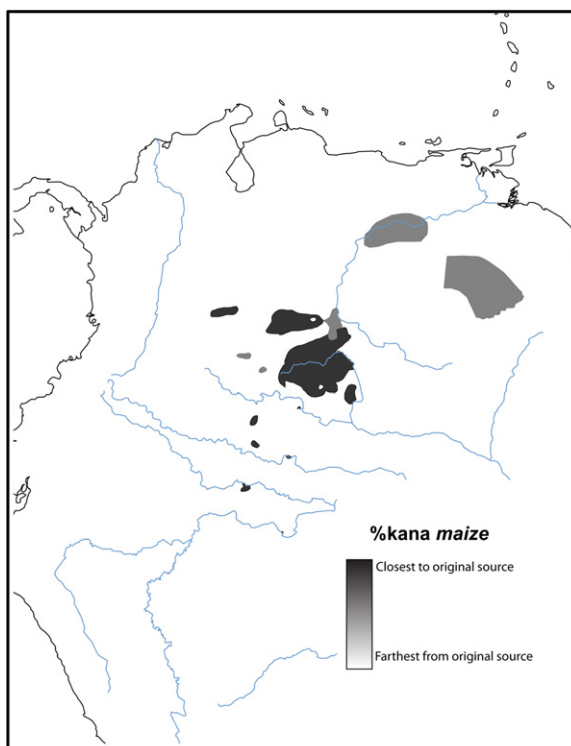 %kana maize
Closest to original source
Farthest from original source